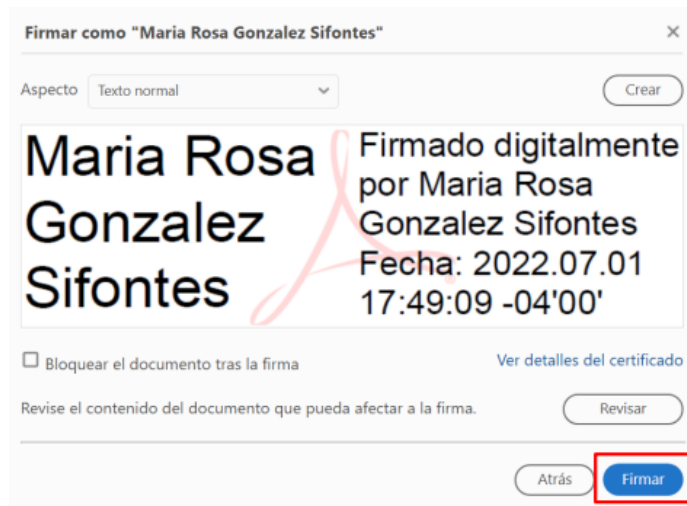 Firmar como "Maria Rosa Gonzalez Sifontes"
Aspecto Texto normal Crear
Maria Rosa
Gonzalez
Sifontes
Firmado digitalmente
por Maria Rosa
Gonzalez Sifontes
Fecha: 2022.07.01
17:49:09 -04'00'
Bloquear el documento tras la firma Ver detalles del certificado
Revise el contenido del documento que pueda afectar a la firma. Revisar
Atrás Firmar